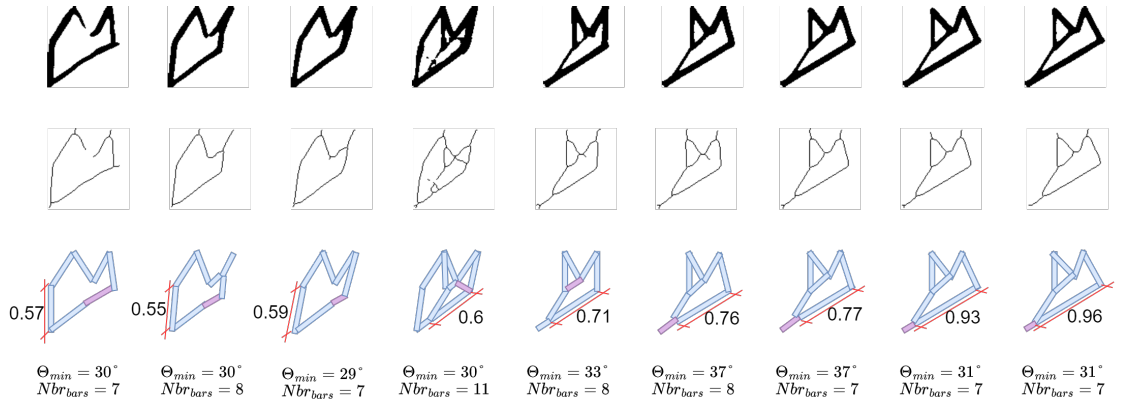 0.57
0.55
0.59
0.6
0.71
0.76
0.77
0.93
0.96
Θmin = 30°
Nbrbars = 7
Θmin = 30°
Nbrbars = 8
Θmin = 29°
Nbrbars = 7
Θmin = 30°
Nbrbars = 11
Θmin = 33°
Nbrbars = 8
Θmin = 37°
Nbrbars = 8
Θmin = 37°
Nbrbars = 7
Θmin = 31°
Nbrbars = 7
Θmin = 31°
Nbrbars = 7